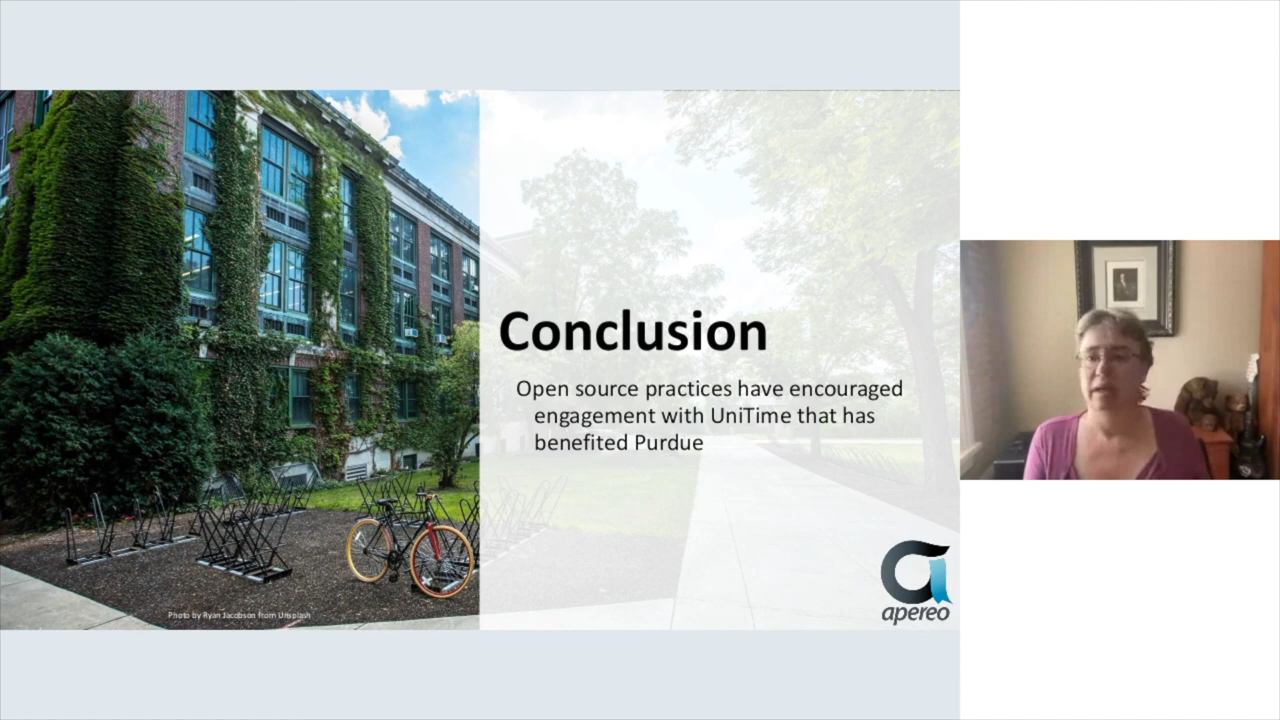 Conclusion
Open source practices have encouraged
engagement with UniTime that has
benefited Purdue
Photo by Ryan Jacobson from Unsplash
apereo